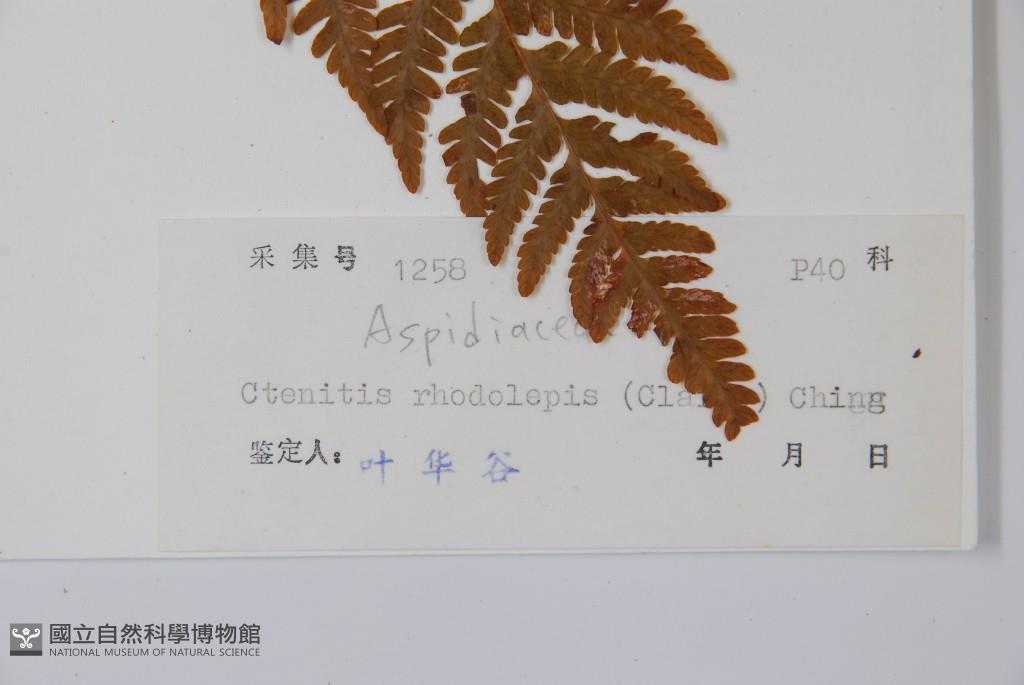 采集号 1258 P40 科
Aspidiacea
Ctenitis rhodolepis (Cla ) Ching
鉴定人： 叶华谷 年 月 日
國立自然科學博物館
NATIONAL MUSEUM OF NATURAL SCIENCE